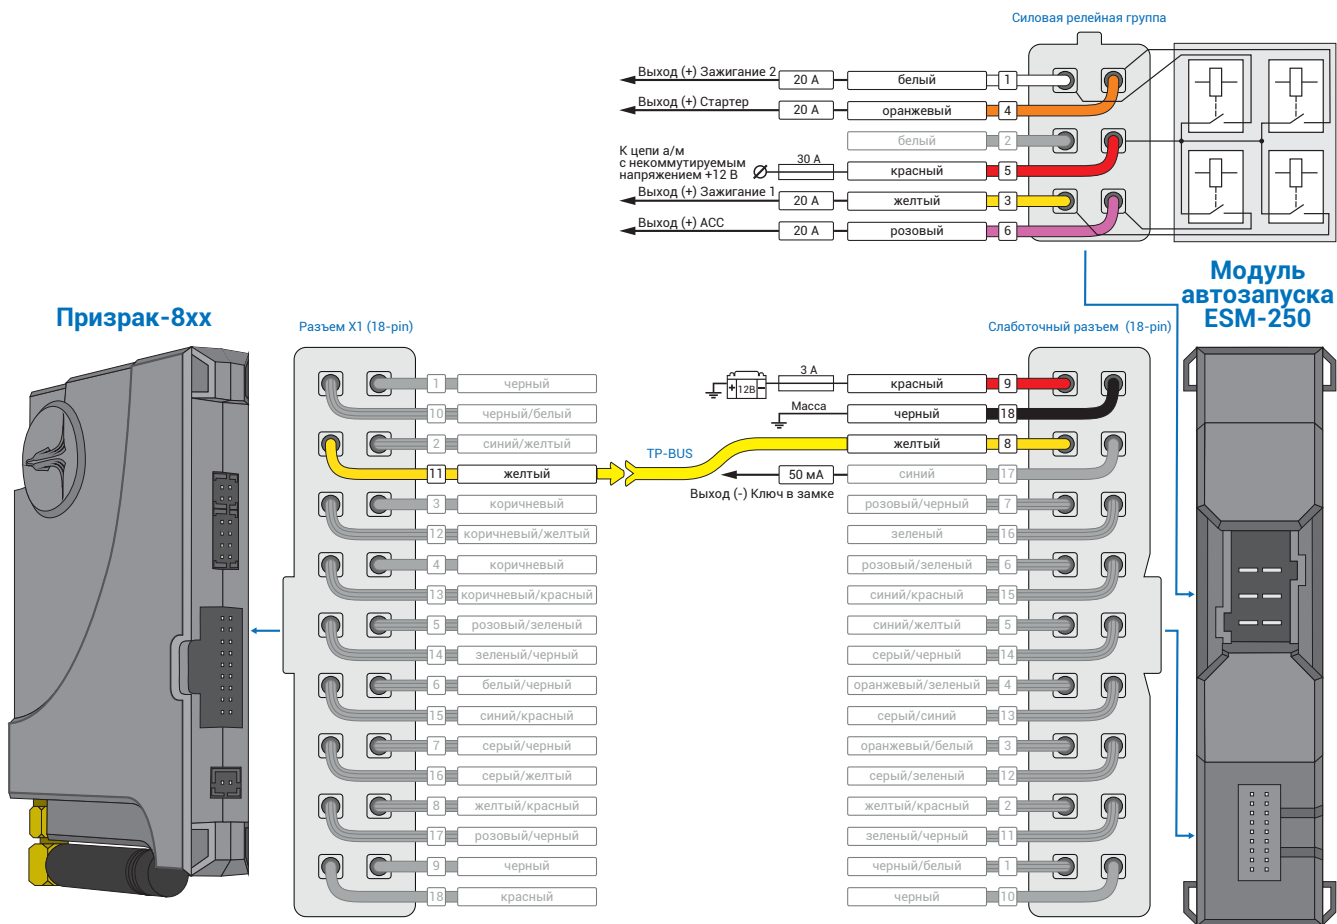 Силовая релейная группа
Выход (+) Зажигание 2
20 А
белый
1
Выход (+) Стартер
20 А
оранжевый
4
белый
2
К цепи а/м
с некоммутируемым
напряжением +12 В
30 А
красный
5
Выход (+) Зажигание 1
20 А
желтый
3
Выход (+) АСС
20 А
розовый
6
Модуль
автозапуска
ESM-250
Призрак-8хх
Разъем X1 (18-pin)
Слаботочный разъем (18-pin)
1
черный
10
черный/белый
2
синий/желтый
11
желтый
3
коричневый
12
коричневый/желтый
4
коричневый
13
коричневый/красный
5
розовый/зеленый
14
зеленый/черный
6
белый/черный
15
синий/красный
7
серый/черный
16
серый/желтый
8
желтый/красный
17
розовый/черный
9
черный
18
красный
TP-BUS
+ 12В −
3 А
красный
9
Масса
черный
18
желтый
8
50 мА
Выход (-) Ключ в замке
синий
17
розовый/черный
7
зеленый
16
розовый/зеленый
6
синий/красный
15
синий/желтый
5
серый/черный
14
оранжевый/зеленый
4
серый/синий
13
оранжевый/белый
3
серый/зеленый
12
желтый/красный
2
зеленый/черный
11
черный/белый
1
черный
10